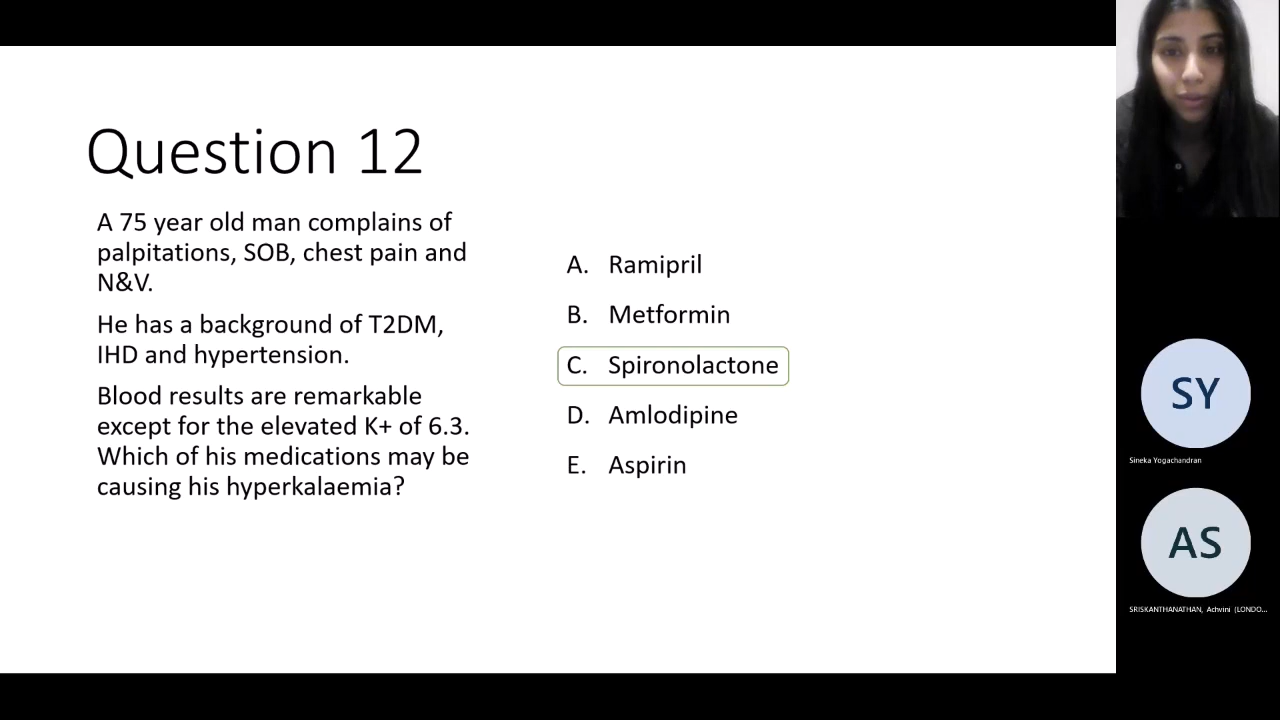 Question 12
A 75 year old man complains of
palpitations, SOB, chest pain and
N&V.
He has a background of T2DM,
IHD and hypertension.
Blood results are remarkable
except for the elevated K+ of 6.3.
Which of his medications may be
causing his hyperkalaemia?
A. Ramipril
B. Metformin
C. Spironolactone
D. Amlodipine
E. Aspirin
SY
Sineka Yogachandran
AS
SRISKANTHANATHAN, Achvini (LONDO...